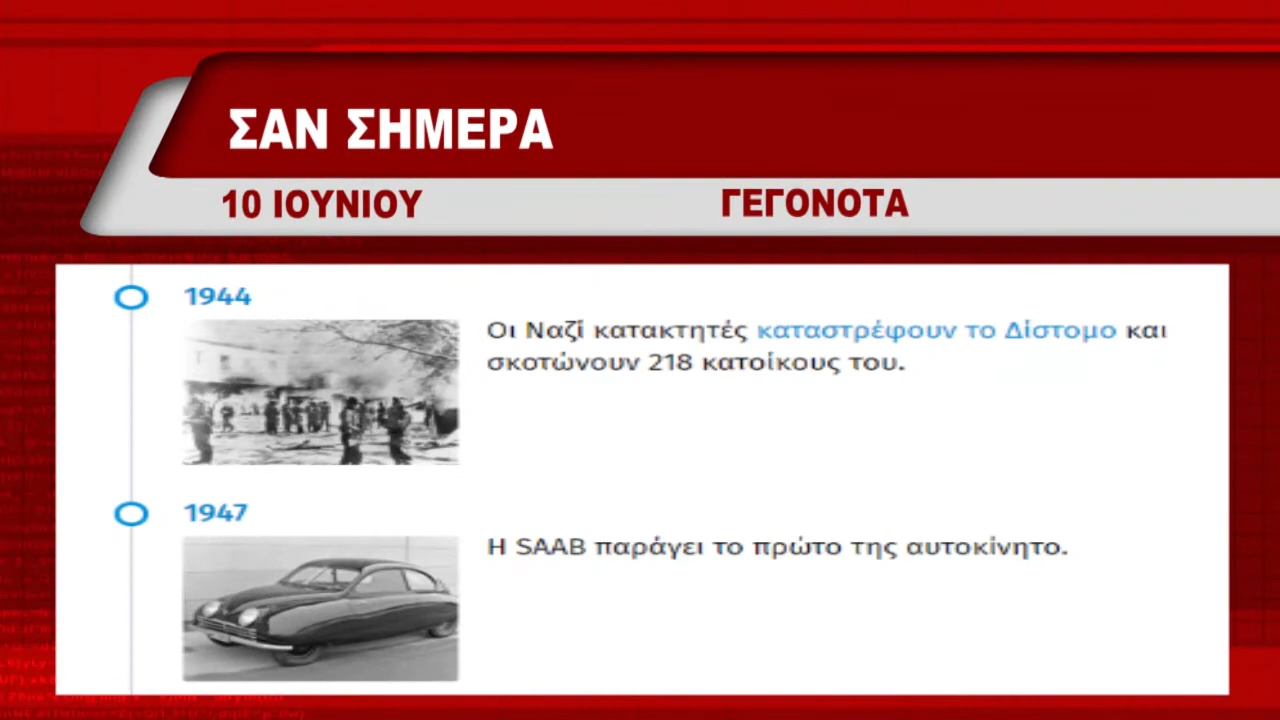 ΣΑΝ ΣΗΜΕΡΑ
10 ΙΟΥΝΙΟΥ ΓΕΓΟΝΟΤΑ
1944
Οι Ναζί κατακτητές καταστρέφουν το Δίστομο και
σκοτώνουν 218 κατοίκους του.
1947
Η SAAB παράγει το πρώτο της αυτοκίνητο.